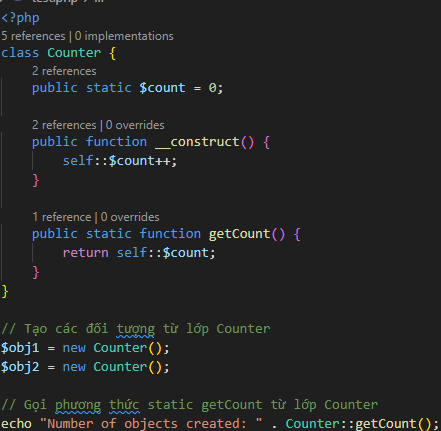 <?php
5 references | 0 implementations
class Counter {
2 references
public static $count = 0;
2 references | 0 overrides
public function __construct() {
self::$count++;
}
1 reference | 0 overrides
public static function getCount() {
return self::$count;
}
}
// Tạo các đối tượng từ lớp Counter
$obj1 = new Counter();
$obj2 = new Counter();
// Gọi phương thức static getCount từ lớp Counter
echo "Number of objects created: " . Counter::getCount();